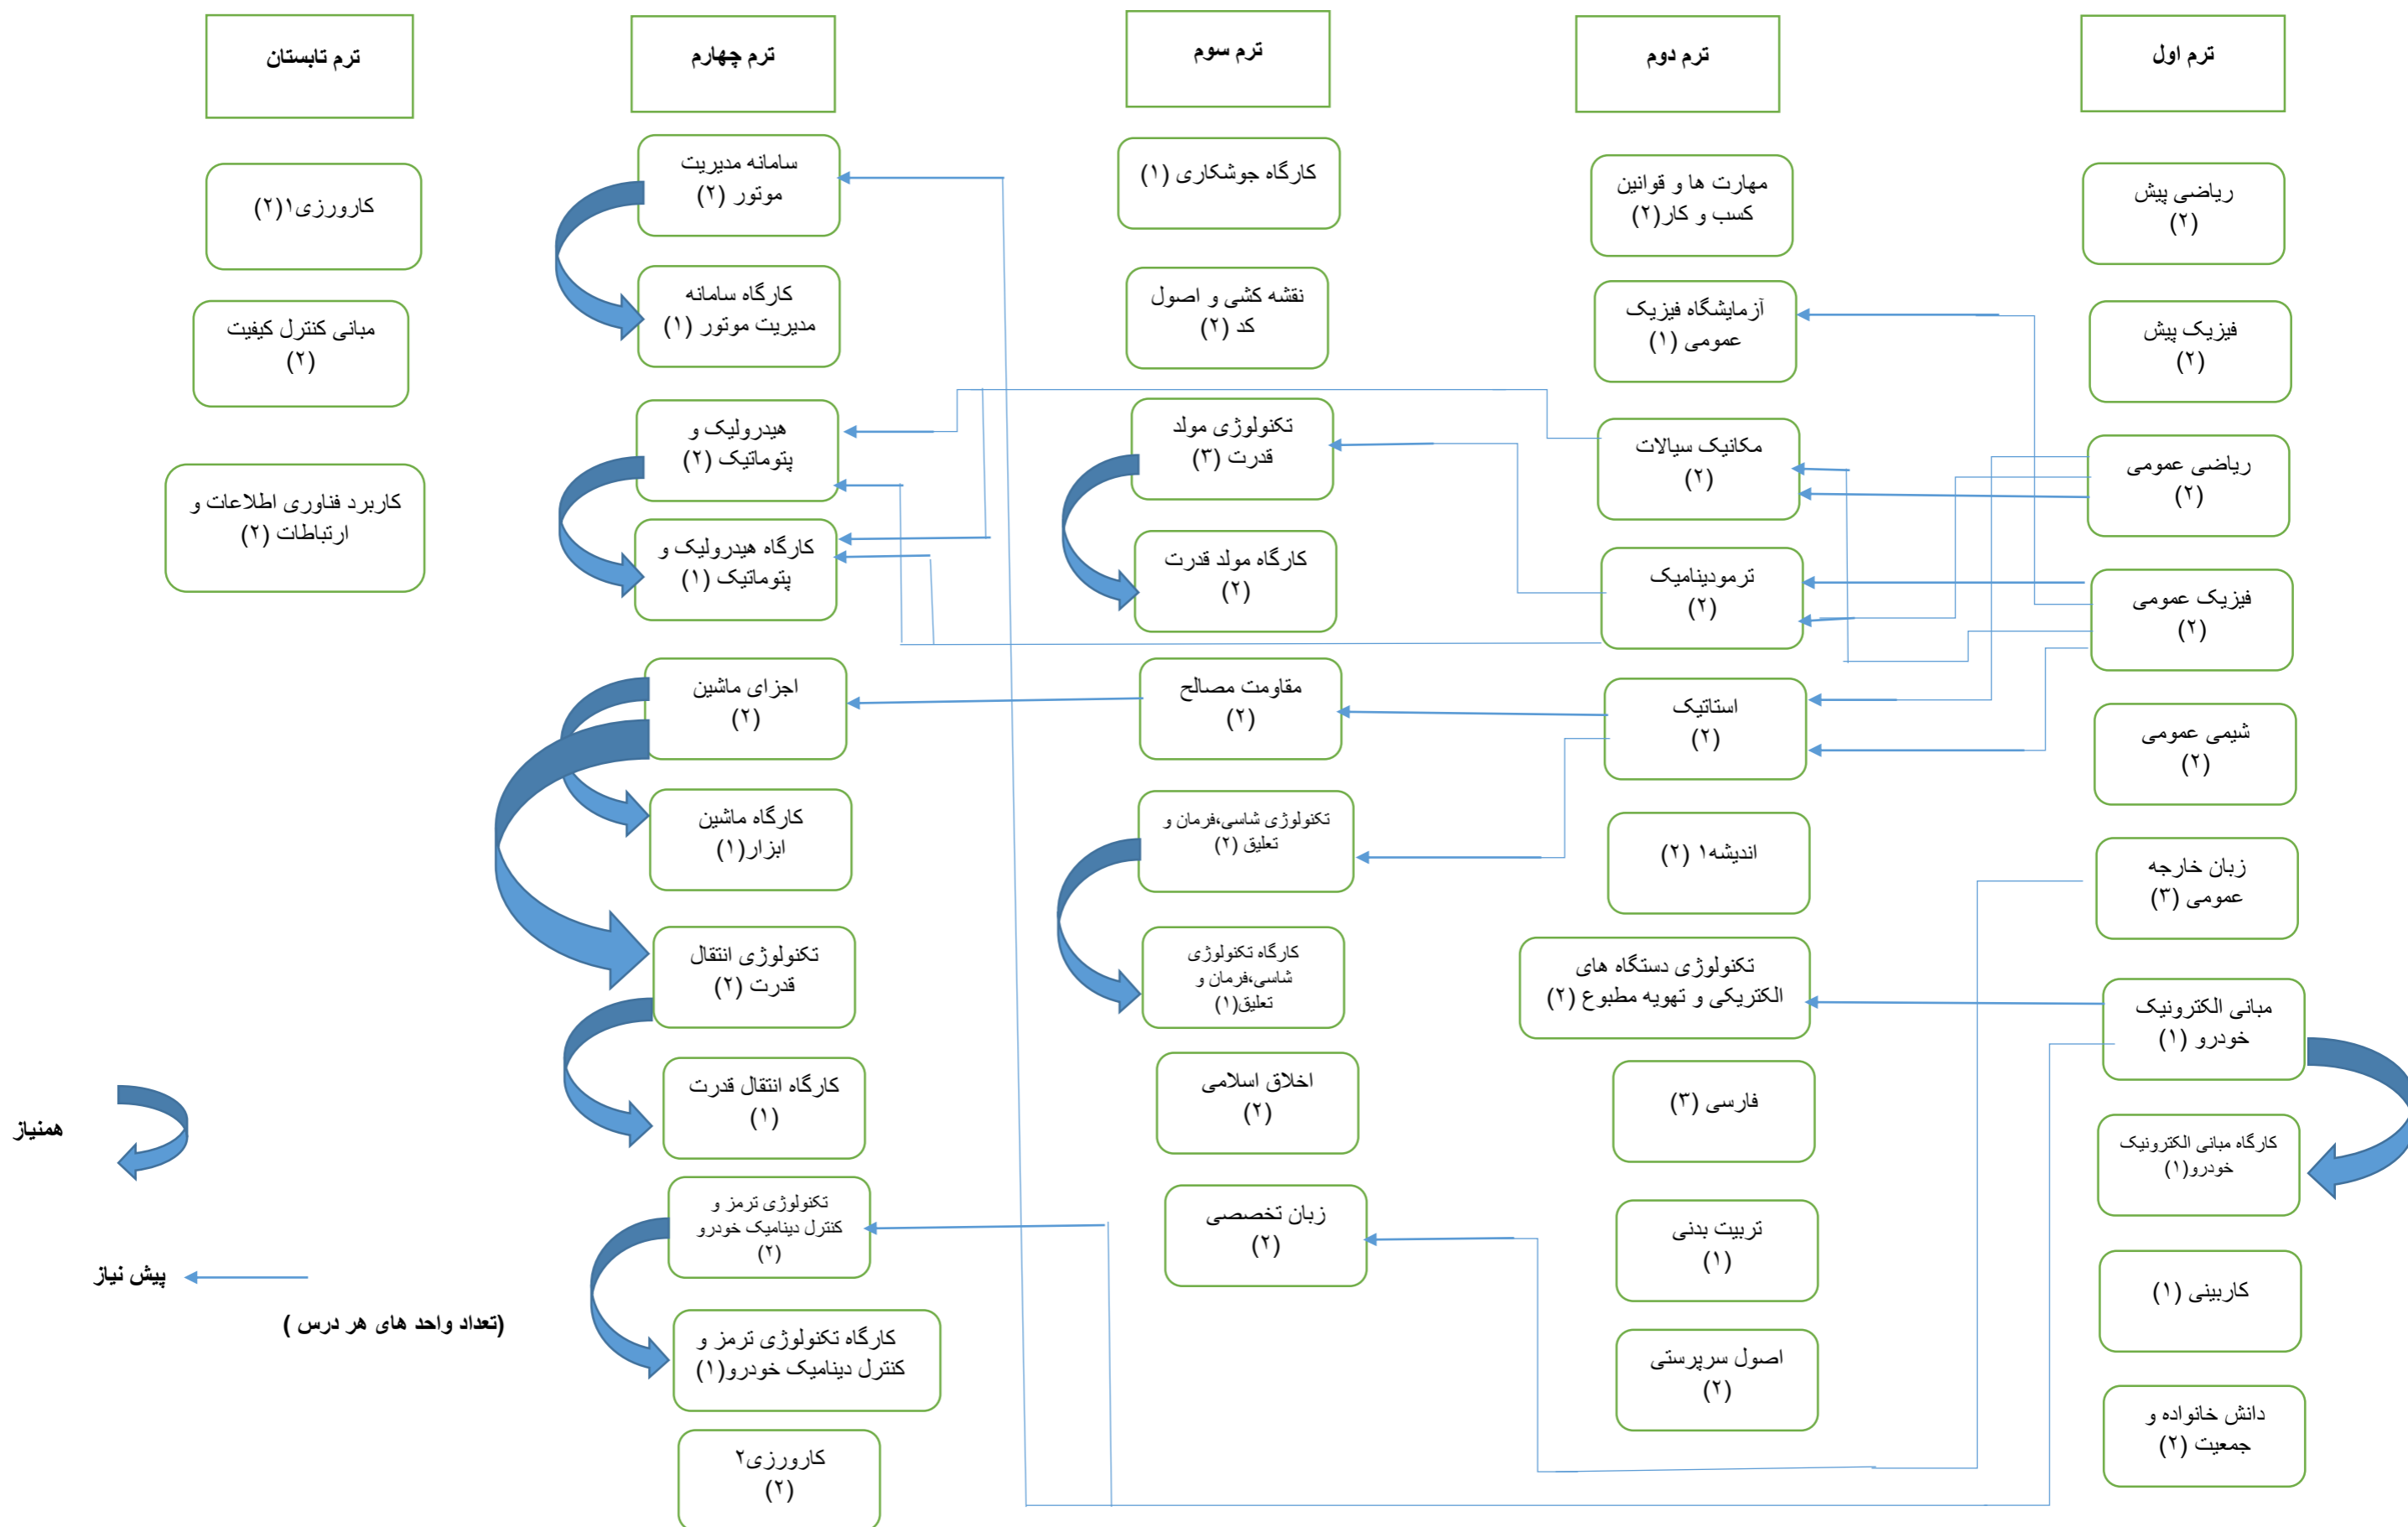 ترم اول
ترم دوم
ترم سوم
ترم چهارم
ترم تابستان
ریاضی پیش
(۲)
فیزیک پیش
(۲)
ریاضی عمومی
(۲)
فیزیک عمومی
(۲)
شیمی عمومی
(۲)
زبان خارجه
عمومی (۳)
مبانی الکترونیک
خودرو (۱)
کارگاه مبانی الکترونیک
خودرو(۱)
کاربینی (۱)
دانش خانواده و
جمعیت (۲)
مهارت ها و قوانین
کسب و کار(۲)
آزمایشگاه فیزیک
عمومی (۱)
مکانیک سیالات
(۲)
ترمودینامیک
(۲)
استاتیک
(۲)
اندیشه۱ (۲)
تکنولوژی دستگاه های
الکتریکی و تهویه مطبوع (۲)
فارسی (۳)
تربیت بدنی
(۱)
اصول سرپرستی
(۲)
کارگاه جوشکاری (۱)
نقشه کشی و اصول
کد (۲)
تکنولوژی مولد
قدرت (۳)
کارگاه مولد قدرت
(۲)
مقاومت مصالح
(۲)
تکنولوژی شاسی،فرمان و
تعلیق (۲)
کارگاه تکنولوژی
شاسی،فرمان و
تعلیق(۱)
اخلاق اسلامی
(۲)
زبان تخصصی
(۲)
سامانه مدیریت
موتور (۲)
کارگاه سامانه
مدیریت موتور (۱)
هیدرولیک و
پتوماتیک (۲)
کارگاه هیدرولیک و
پتوماتیک (۱)
اجزای ماشین
(۲)
کارگاه ماشین
ابزار(۱)
تکنولوژی انتقال
قدرت (۲)
کارگاه انتقال قدرت
(۱)
تکنولوژی ترمز و
کنترل دینامیک خودرو
(۲)
کارگاه تکنولوژی ترمز و
کنترل دینامیک خودرو(۱)
کارورزی۲
(۲)
کارورزی۱(۲)
مبانی کنترل کیفیت
(۲)
کاربرد فناوری اطلاعات و
ارتباطات (۲)
همنیاز
پیش نیاز
(تعداد واحد های هر درس )